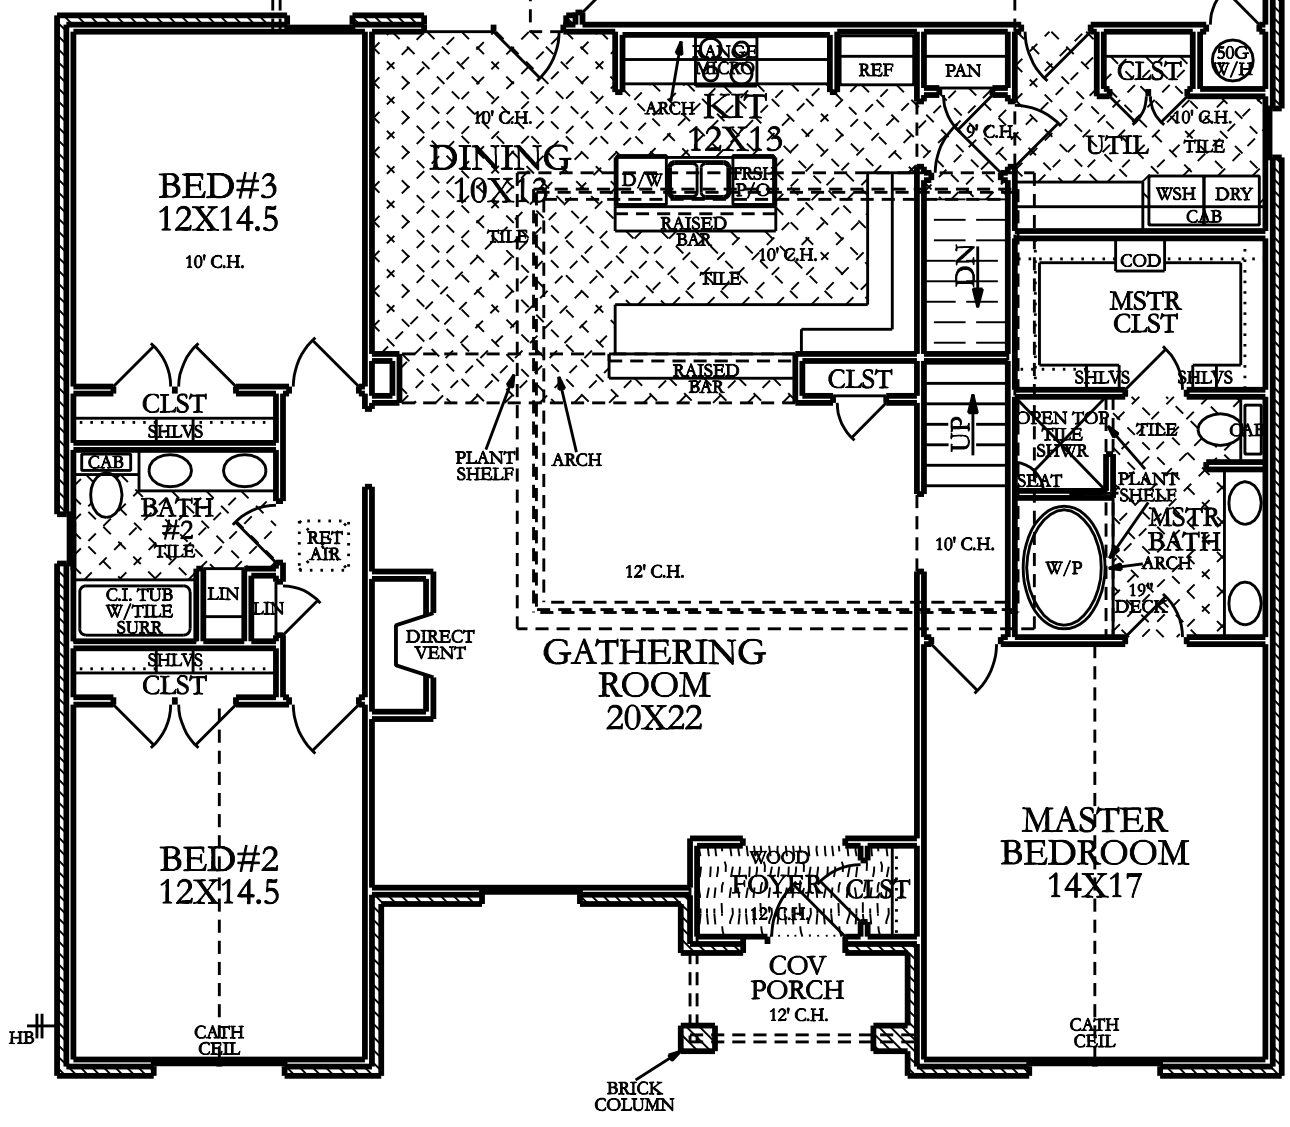 RANGE
MICRO
REF
PAN
CLST
50G
W/H
ARCH
KIT
12X13
10' C.H.
9' C.H.
10' C.H.
UTIL
TILE
DINING
10X13
TILE
D/W
FRSH
P/O
RAISED
BAR
10' C.H.
TILE
WSH
DRY
CAB
BED#3
12X14.5
10' C.H.
DN
COD
MSTR
CLST
SHLVS
SHLVS
RAISED
BAR
CLST
CLST
SHLVS
UP
OPEN TOP
TILE
SHWR
SEAT
TILE
CAB
PLANT
SHELF
ARCH
PLANT
SHELF
CAB
BATH
#2
TILE
RET
AIR
10' C.H.
MSTR
BATH
ARCH
W/P
19"
DECK
12' C.H.
C.I. TUB
W/TILE
SURR
LIN
LIN
DIRECT
VENT
SHLVS
CLST
GATHERING
ROOM
20X22
BED#2
12X14.5
MASTER
BEDROOM
14X17
WOOD
FOYER
12' C.H.
CLST
COV
PORCH
12' C.H.
CATH
CEIL
CATH
CEIL
HB
BRICK
COLUMN